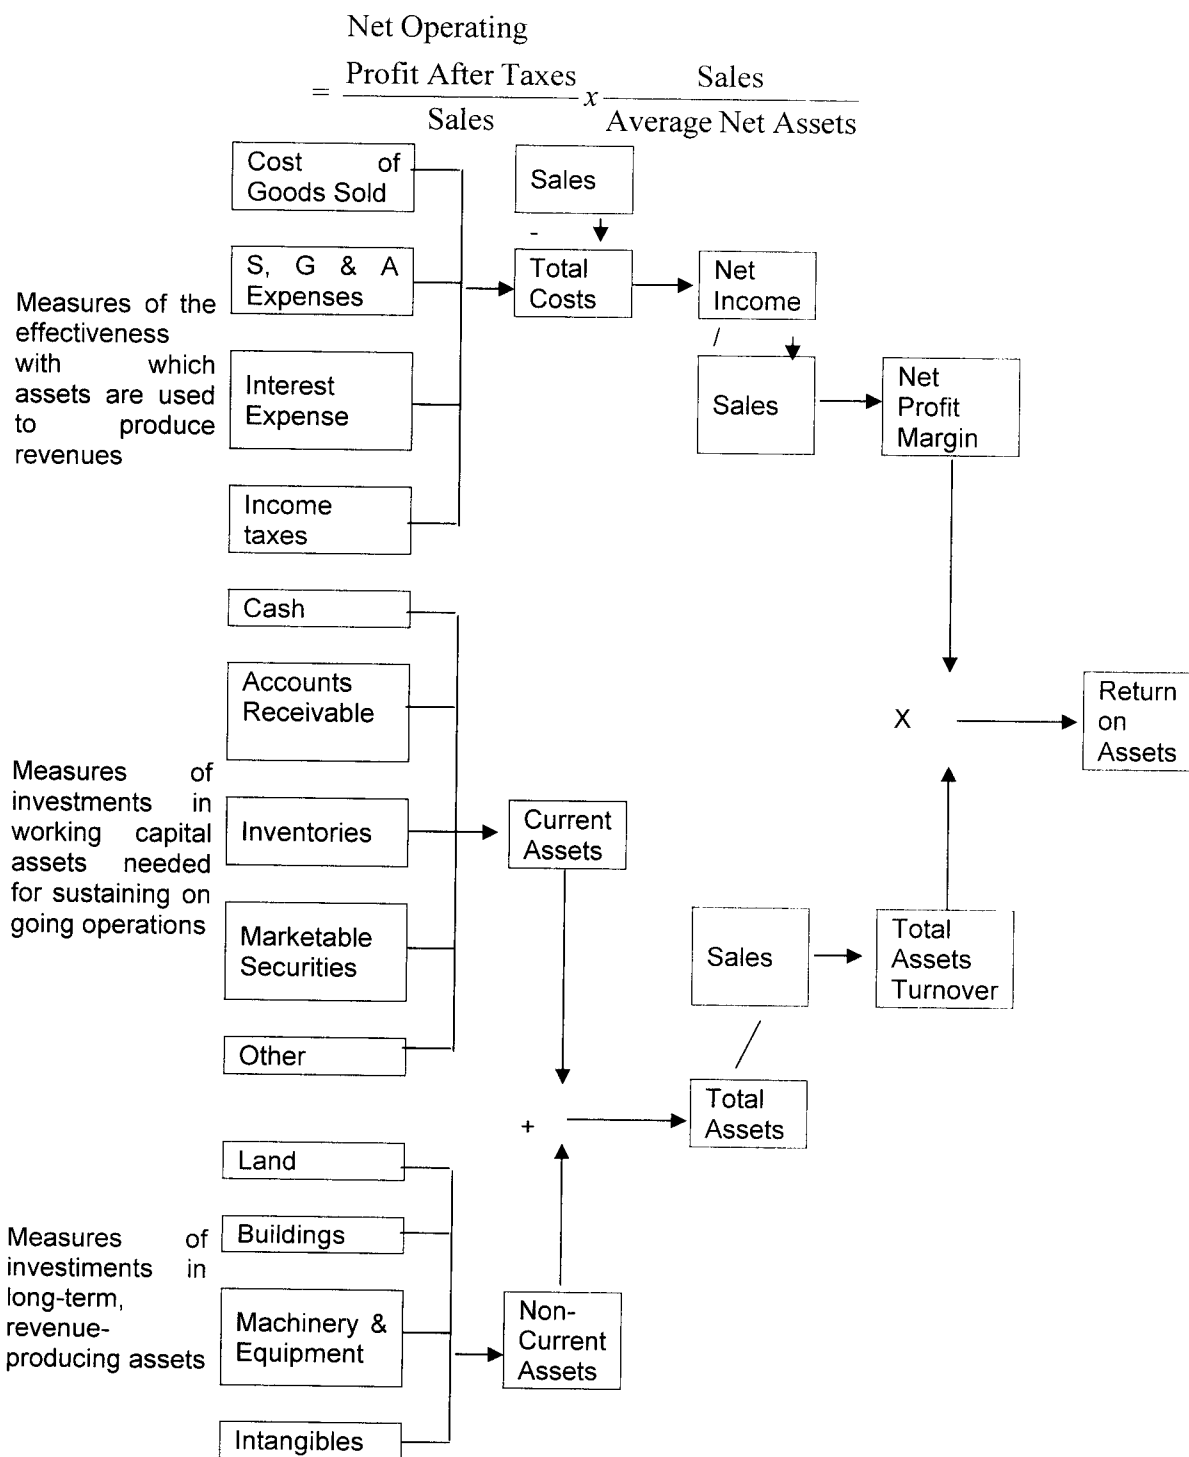 Net Operating
Profit After Taxes Sales
= x
Sales Average Net Assets
Cost of
Goods Sold
Sales
-
S, G & A
Expenses
Total
Costs
Net
Income
/
Measures of the
effectiveness
with which
assets are used
to produce
revenues
Interest
Expense
Sales
Net
Profit
Margin
Income
taxes
Cash
Accounts
Receivable
X
Return
on
Assets
Measures of
investments in
working capital
assets needed
for sustaining on
going operations
Inventories
Current
Assets
Marketable
Securities
Sales
Total
Assets
Turnover
Other
/
Total
Assets
+
Land
Buildings
Measures of
investiments in
long-term,
revenue-
producing assets
Machinery &
Equipment
Non-
Current
Assets
Intangibles